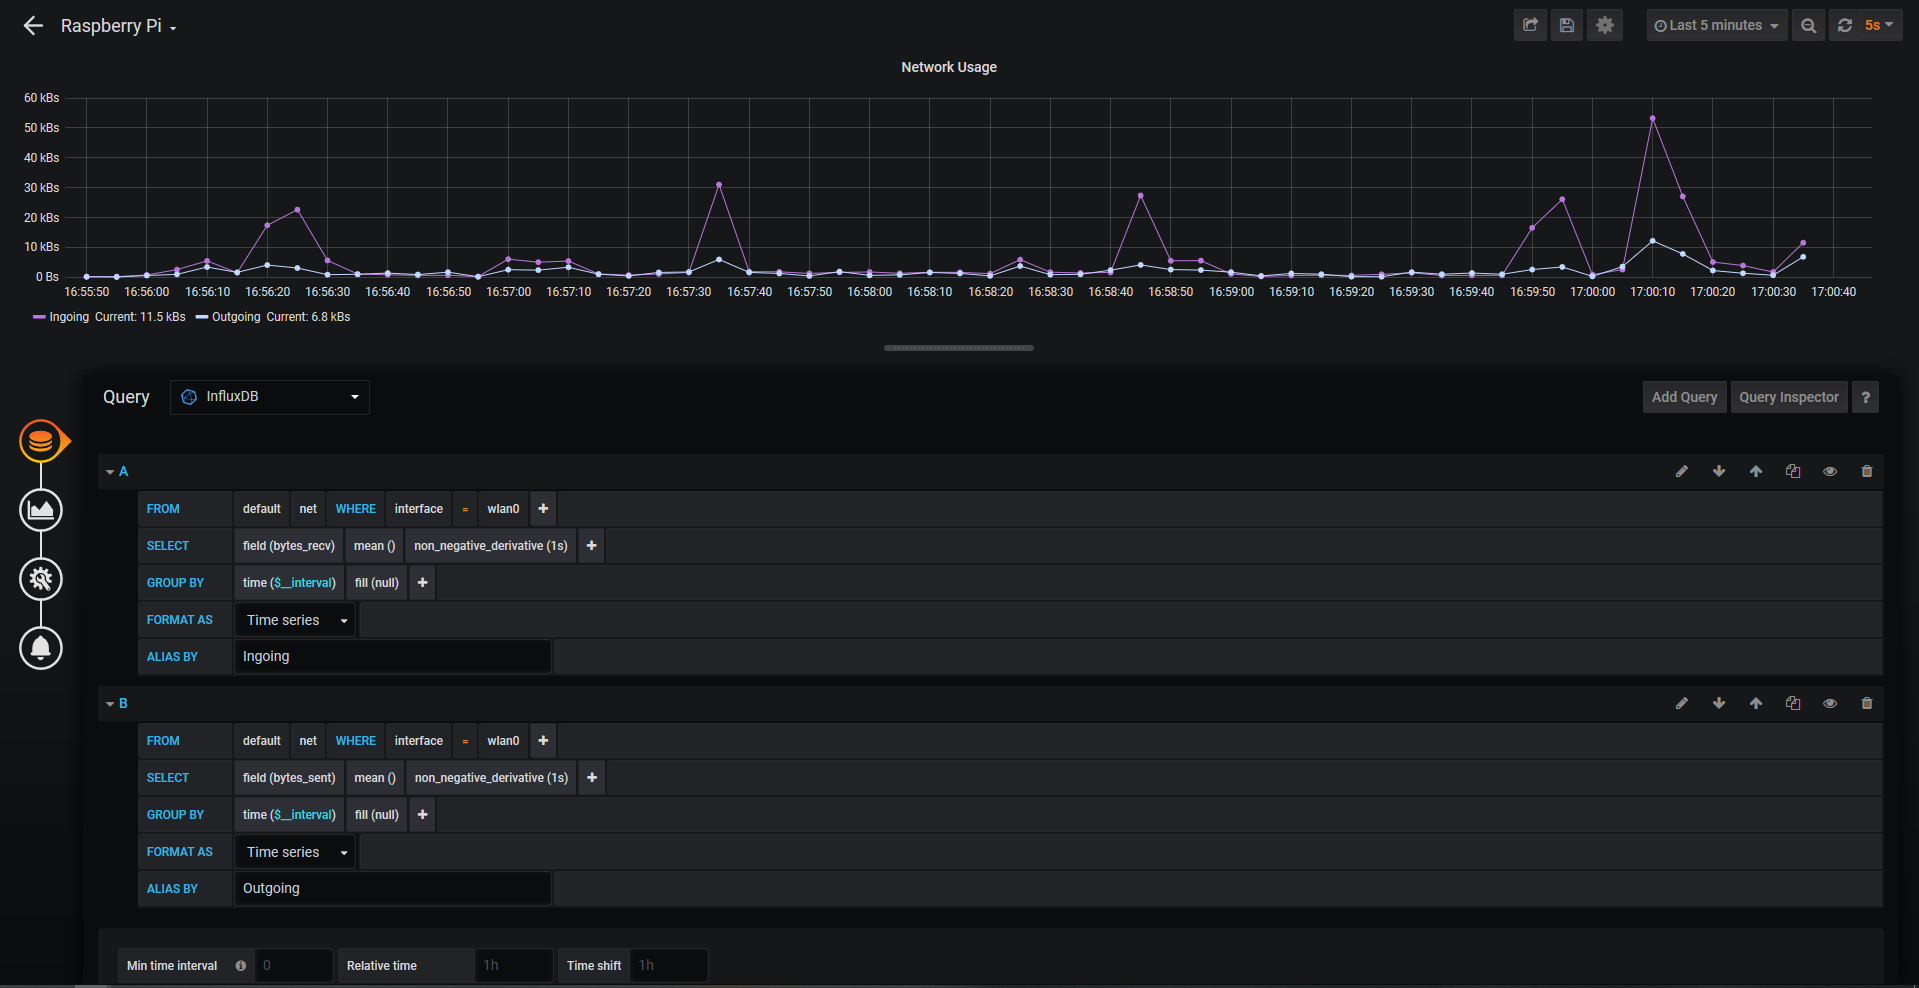 Raspberry Pi
Last 5 minutes
5s
Network Usage
60 kBs
50 kBs
40 kBs
30 kBs
20 kBs
10 kBs
0 Bs
16:55:50 16:56:00 16:56:10 16:56:20 16:56:30 16:56:40 16:56:50 16:57:00 16:57:10 16:57:20 16:57:30 16:57:40 16:57:50 16:58:00 16:58:10 16:58:20 16:58:30 16:58:40 16:58:50 16:59:00 16:59:10 16:59:20 16:59:30 16:59:40 16:59:50 17:00:00 17:00:10 17:00:20 17:00:30 17:00:40
Ingoing Current: 11.5 kBs Outgoing Current: 6.8 kBs
Query InfluxDB Add Query Query Inspector ?
A
FROM default net WHERE interface = wlan0 +
SELECT field (bytes_recv) mean () non_negative_derivative (1s) +
GROUP BY time ($__interval) fill (null) +
FORMAT AS Time series
ALIAS BY Ingoing
B
FROM default net WHERE interface = wlan0 +
SELECT field (bytes_sent) mean () non_negative_derivative (1s) +
GROUP BY time ($__interval) fill (null) +
FORMAT AS Time series
ALIAS BY Outgoing
Min time interval 0 Relative time 1h Time shift 1h